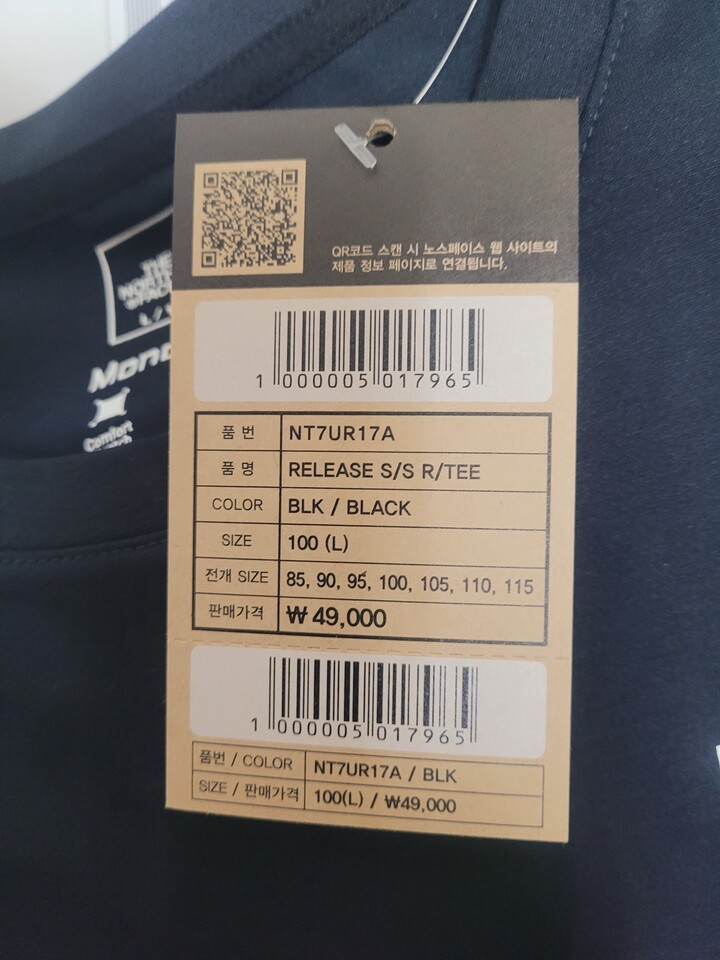 QR코드 스캔 시 노스페이스 웹 사이트의
제품 정보 페이지로 연결됩니다.
THE
NORTH
FACE
L /
Comfort
1 000005 017965
품 번 NT7UR17A
품 명 RELEASE S/S R/TEE
COLOR BLK / BLACK
SIZE 100 (L)
전개 SIZE 85, 90, 95, 100, 105, 110, 115
판매가격 ₩ 49,000
1 000005 017965
품번 / COLOR NT7UR17A / BLK
SIZE / 판매가격 100(L) / ₩49,000